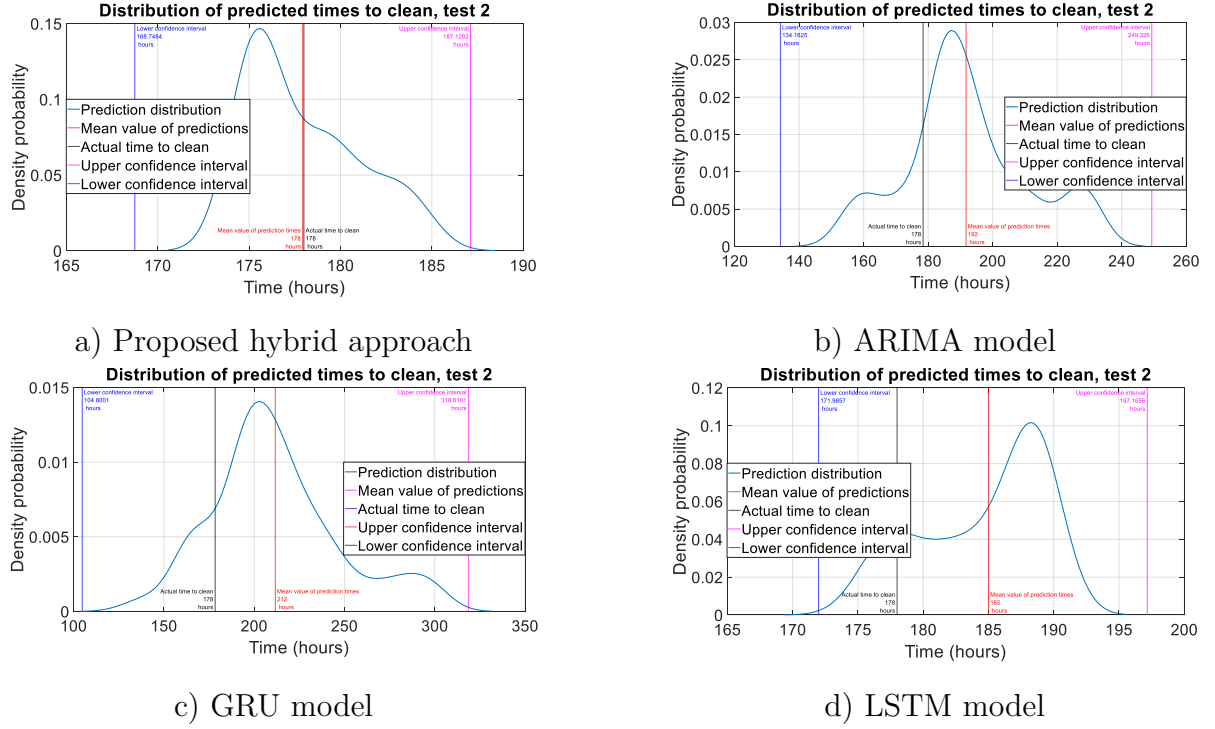 Distribution of predicted times to clean, test 2
0.15
0.1
0.05
0
Density probability
Lower confidence interval
168.7484
hours
Upper confidence interval
187.1202
hours
Prediction distribution
Mean value of predictions
Actual time to clean
Upper confidence interval
Lower confidence interval
Mean value of prediction times
178
hours
Actual time to clean
178
hours
165 170 175 180 185 190
Time (hours)
a) Proposed hybrid approach
Distribution of predicted times to clean, test 2
0.03
0.025
0.02
0.015
0.01
0.005
0
Density probability
Lower confidence interval
134.1625
hours
Upper confidence interval
249.326
hours
Prediction distribution
Mean value of predictions
Actual time to clean
Upper confidence interval
Lower confidence interval
Actual time to clean
178
hours
Mean value of prediction times
192
hours
120 140 160 180 200 220 240 260
Time (hours)
b) ARIMA model
Distribution of predicted times to clean, test 2
0.015
0.01
0.005
0
Density probability
Lower confidence interval
104.8001
hours
Upper confidence interval
318.6181
hours
Prediction distribution
Mean value of predictions
Actual time to clean
Upper confidence interval
Lower confidence interval
Actual time to clean
178
hours
Mean value of prediction times
212
hours
100 150 200 250 300 350
Time (hours)
c) GRU model
Distribution of predicted times to clean, test 2
0.12
0.1
0.08
0.06
0.04
0.02
0
Density probability
Lower confidence interval
171.9857
hours
Upper confidence interval
197.1656
hours
Prediction distribution
Mean value of predictions
Actual time to clean
Upper confidence interval
Lower confidence interval
Actual time to clean
178
hours
Mean value of prediction times
185
hours
165 170 175 180 185 190 195 200
Time (hours)
d) LSTM model